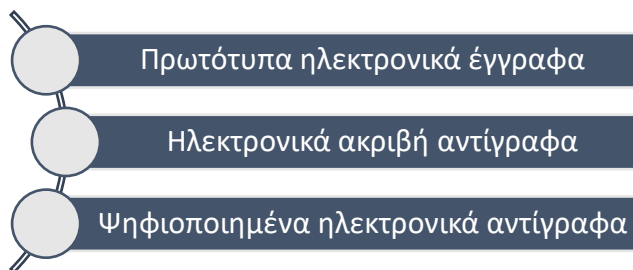 Πρωτότυπα ηλεκτρονικά έγγραφα
Ηλεκτρονικά ακριβή αντίγραφα
Ψηφιοποιημένα ηλεκτρονικά αντίγραφα